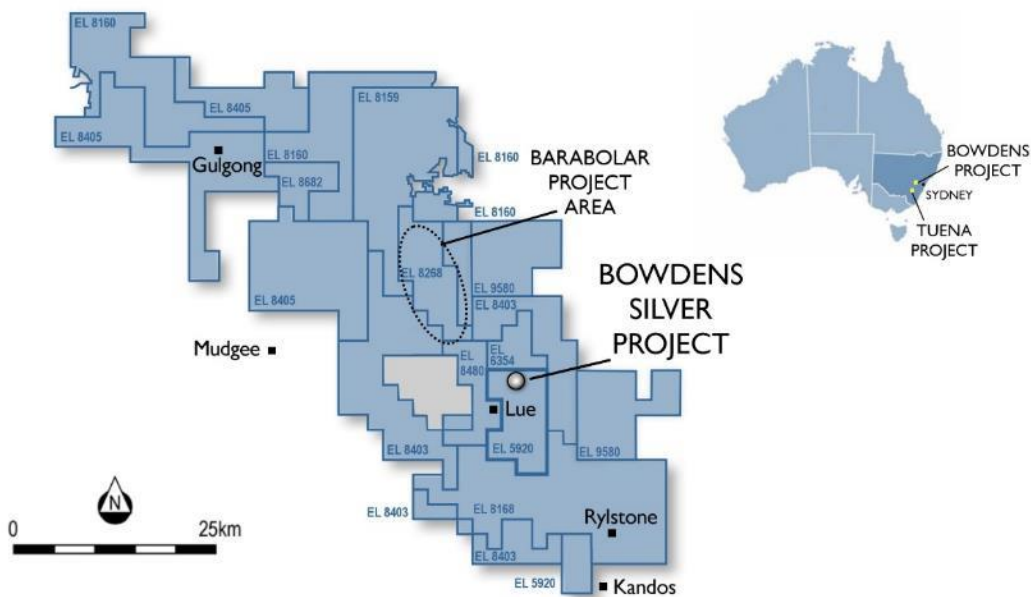 EL 8160
EL 8405
EL 8159
EL 8405
Gulgong
EL 8160
EL 8160
EL 8682
BARABOLAR
PROJECT
AREA
EL 8160
EL 8268
EL 9580
EL 8405
EL 8403
BOWDENS
SILVER
PROJECT
Mudgee
EL
8480
EL
6354
Lue
EL 8403
EL 5920
EL 9580
EL 8403
EL 8168
Rylstone
EL 8403
EL 5920
Kandos
N
0
25km
BOWDENS
PROJECT
SYDNEY
TUENA
PROJECT